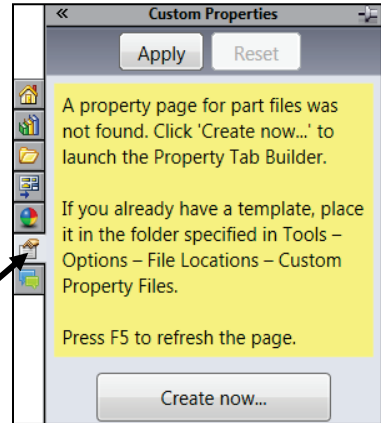 « Custom Properties
Apply Reset
A property page for part files was
not found. Click 'Create now...' to
launch the Property Tab Builder.
If you already have a template, place
it in the folder specified in Tools –
Options – File Locations – Custom
Property Files.
Press F5 to refresh the page.
Create now...